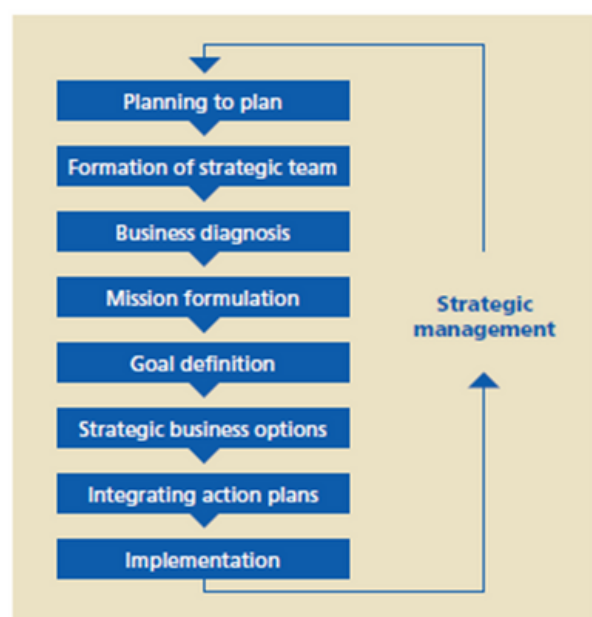 Planning to plan
Formation of strategic team
Business diagnosis
Mission formulation
Goal definition
Strategic business options
Integrating action plans
Implementation
Strategic
management